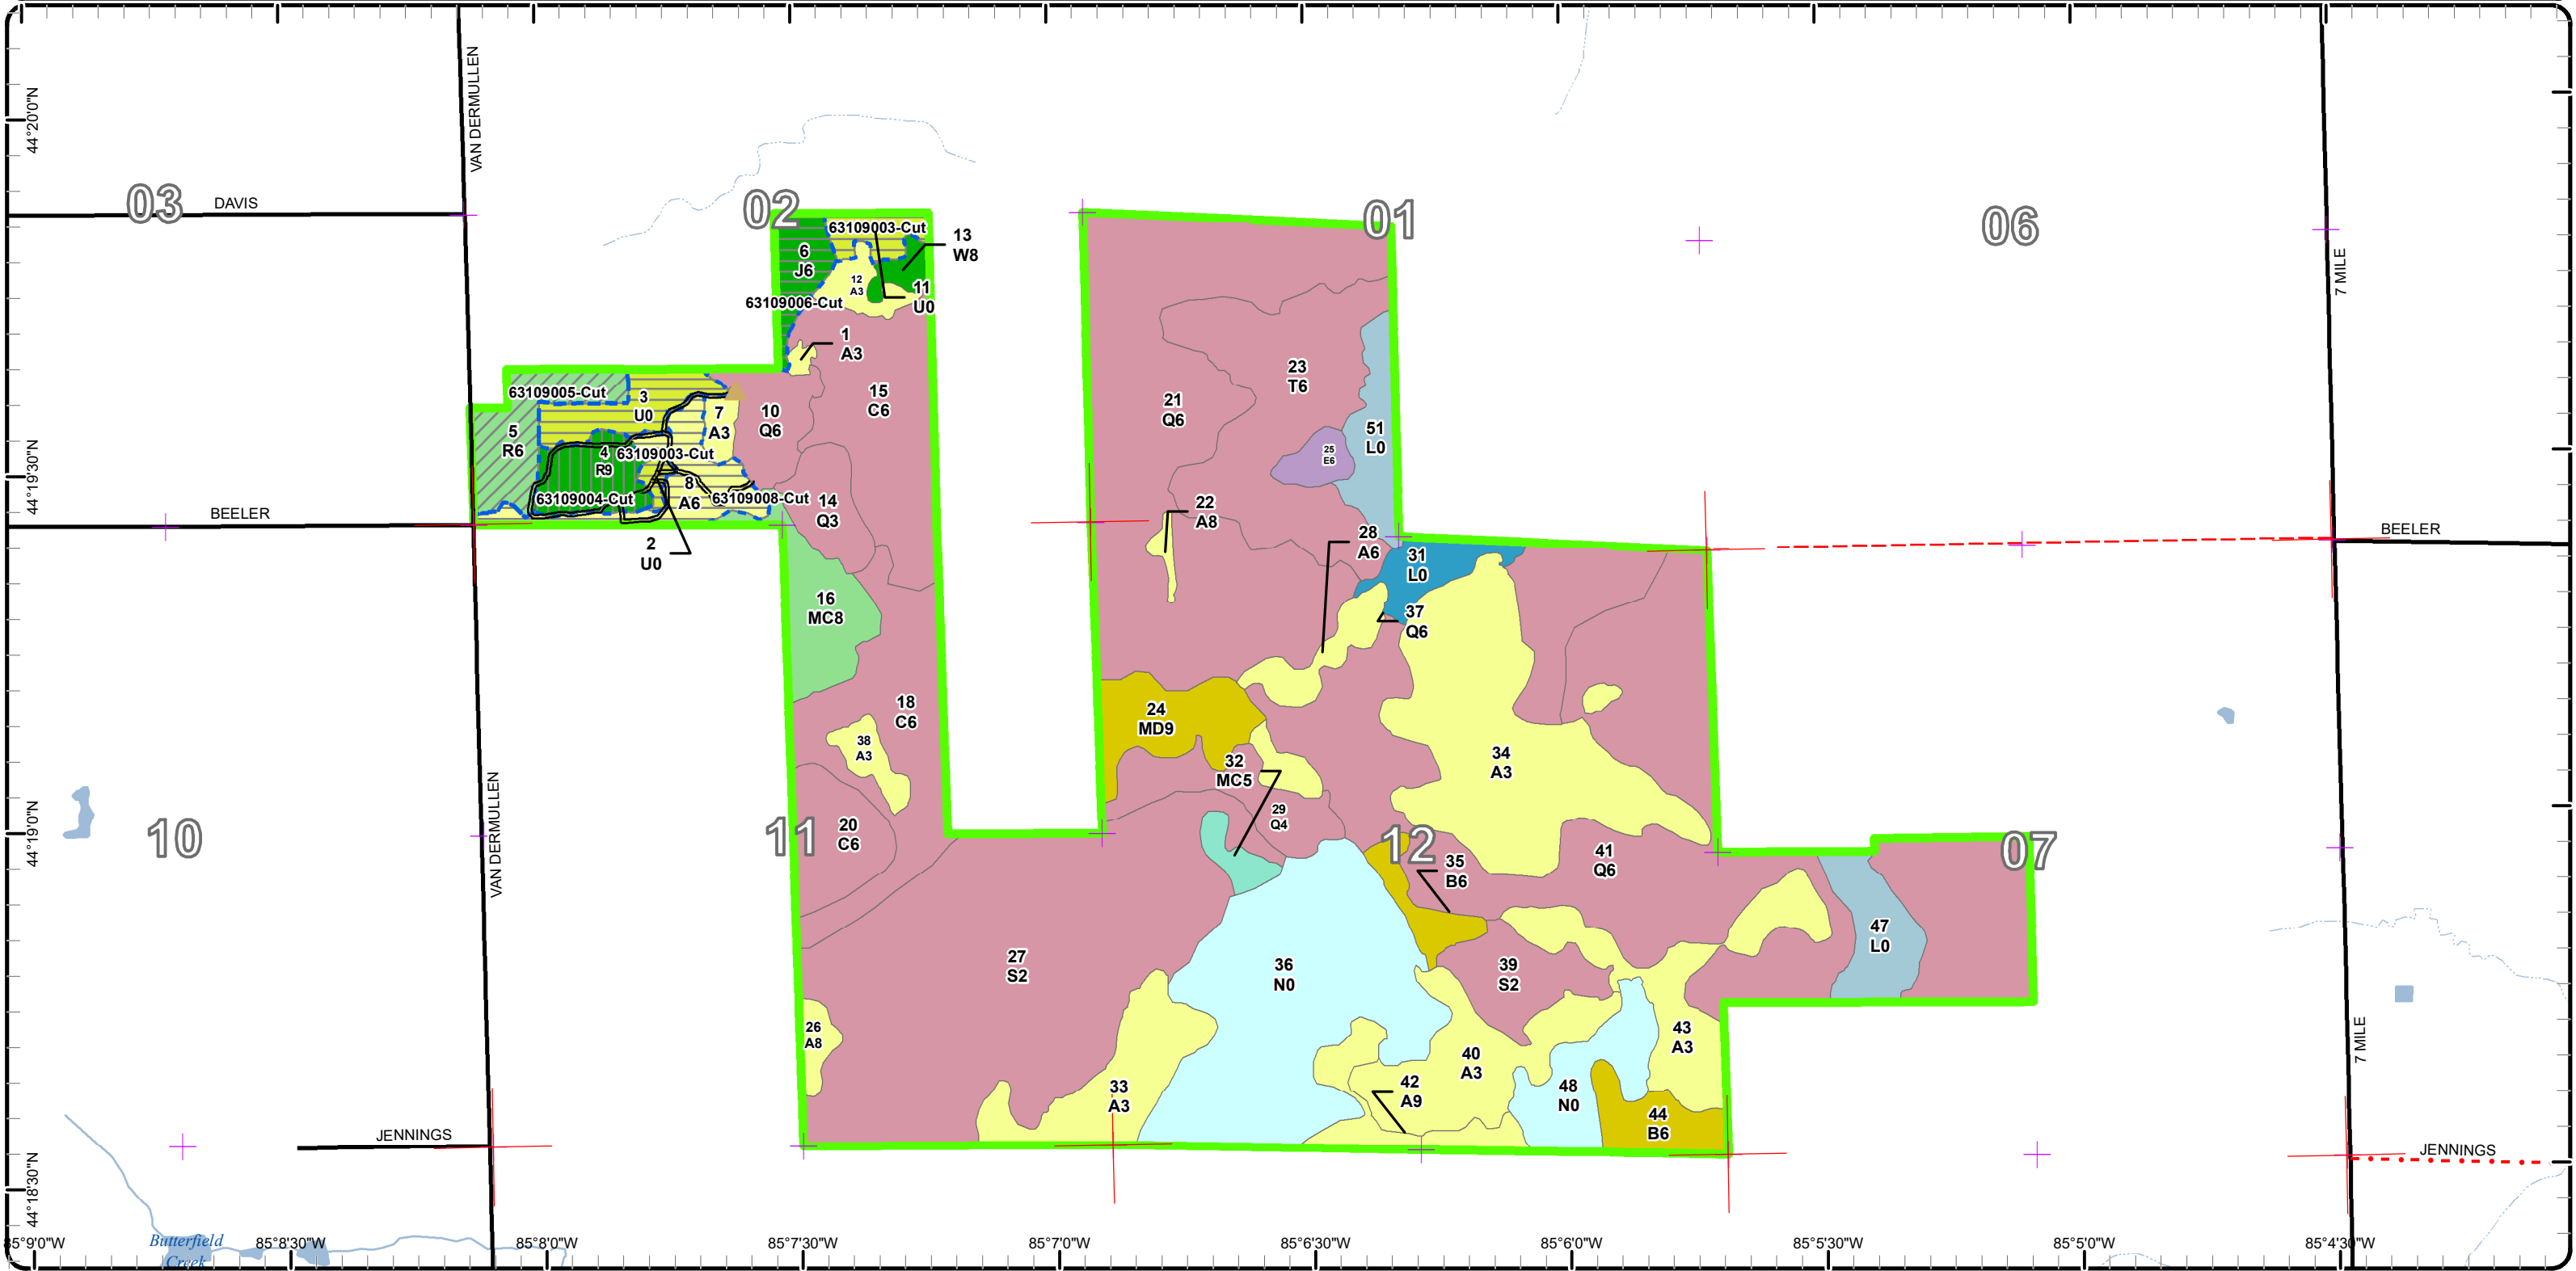 VAN DERMULLEN
44°20'0"N
03
DAVIS
02
01
06
63109003-Cut
13
W8
6
J6
12
A3
11
U0
63109006-Cut
7 MILE
1
A3
63109005-Cut
3
U0
7
A3
10
Q6
15
C6
21
Q6
23
T6
5
R6
4
R9
63109003-Cut
51
L0
25
E6
44°19'30"N
63109004-Cut
8
A6
63109008-Cut
14
Q3
22
A8
BEELER
BEELER
2
U0
28
A6
31
L0
37
Q6
16
MC8
18
C6
24
MD9
38
A3
32
MC5
34
A3
VAN DERMULLEN
44°19'0"N
10
11
20
C6
29
Q4
12
35
B6
41
Q6
07
27
S2
36
N0
39
S2
47
L0
26
A8
43
A3
7 MILE
33
A3
40
A3
42
A9
48
N0
44
B6
JENNINGS
JENNINGS
44°18'30"N
Butterfield
Creek
85°9'0"W
85°8'30"W
85°8'0"W
85°7'30"W
85°7'0"W
85°6'30"W
85°6'0"W
85°5'30"W
85°5'0"W
85°4'30"W